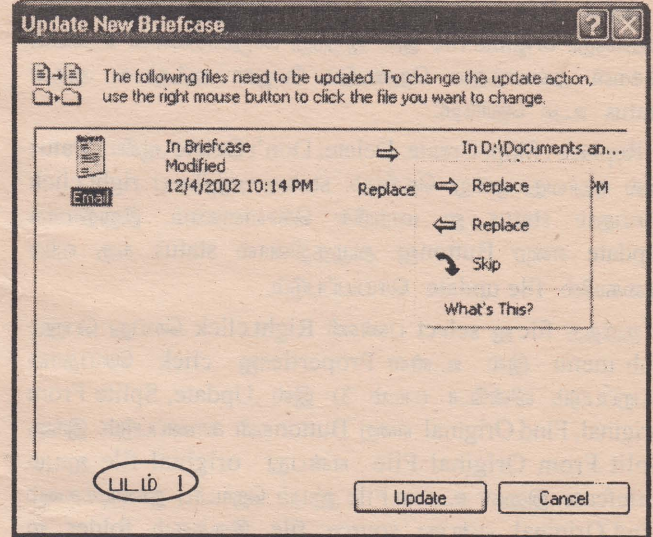 Update New Briefcase
The following files need to be updated. To change the update action,
use the right mouse button to click the file you want to change.
Email
In Briefcase
Modified
12/4/2002 10:14 PM
Replace
In D:\Documents an...
Replace
PM
Replace
Skip
What's This?
படம் 1
Update
Cancel